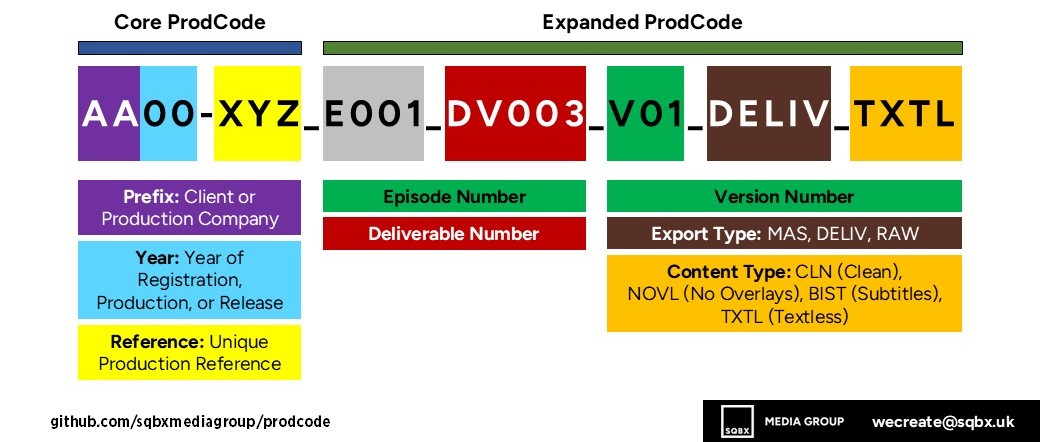 Core ProdCode
Expanded ProdCode
AA00-XYZ_E001_DV003_V01_DELIV_TXTL
Prefix: Client or
Production Company
Year: Year of
Registration,
Production, or Release
Reference: Unique
Production Reference
Episode Number
Deliverable Number
Version Number
Export Type: MAS, DELIV, RAW
Content Type: CLN (Clean),
NOVL (No Overlays), BIST (Subtitles),
TXTL (Textless)
github.com/sqbxmediagroup/prodcode
SQBX
MEDIA GROUP
wecreate@sqbx.uk